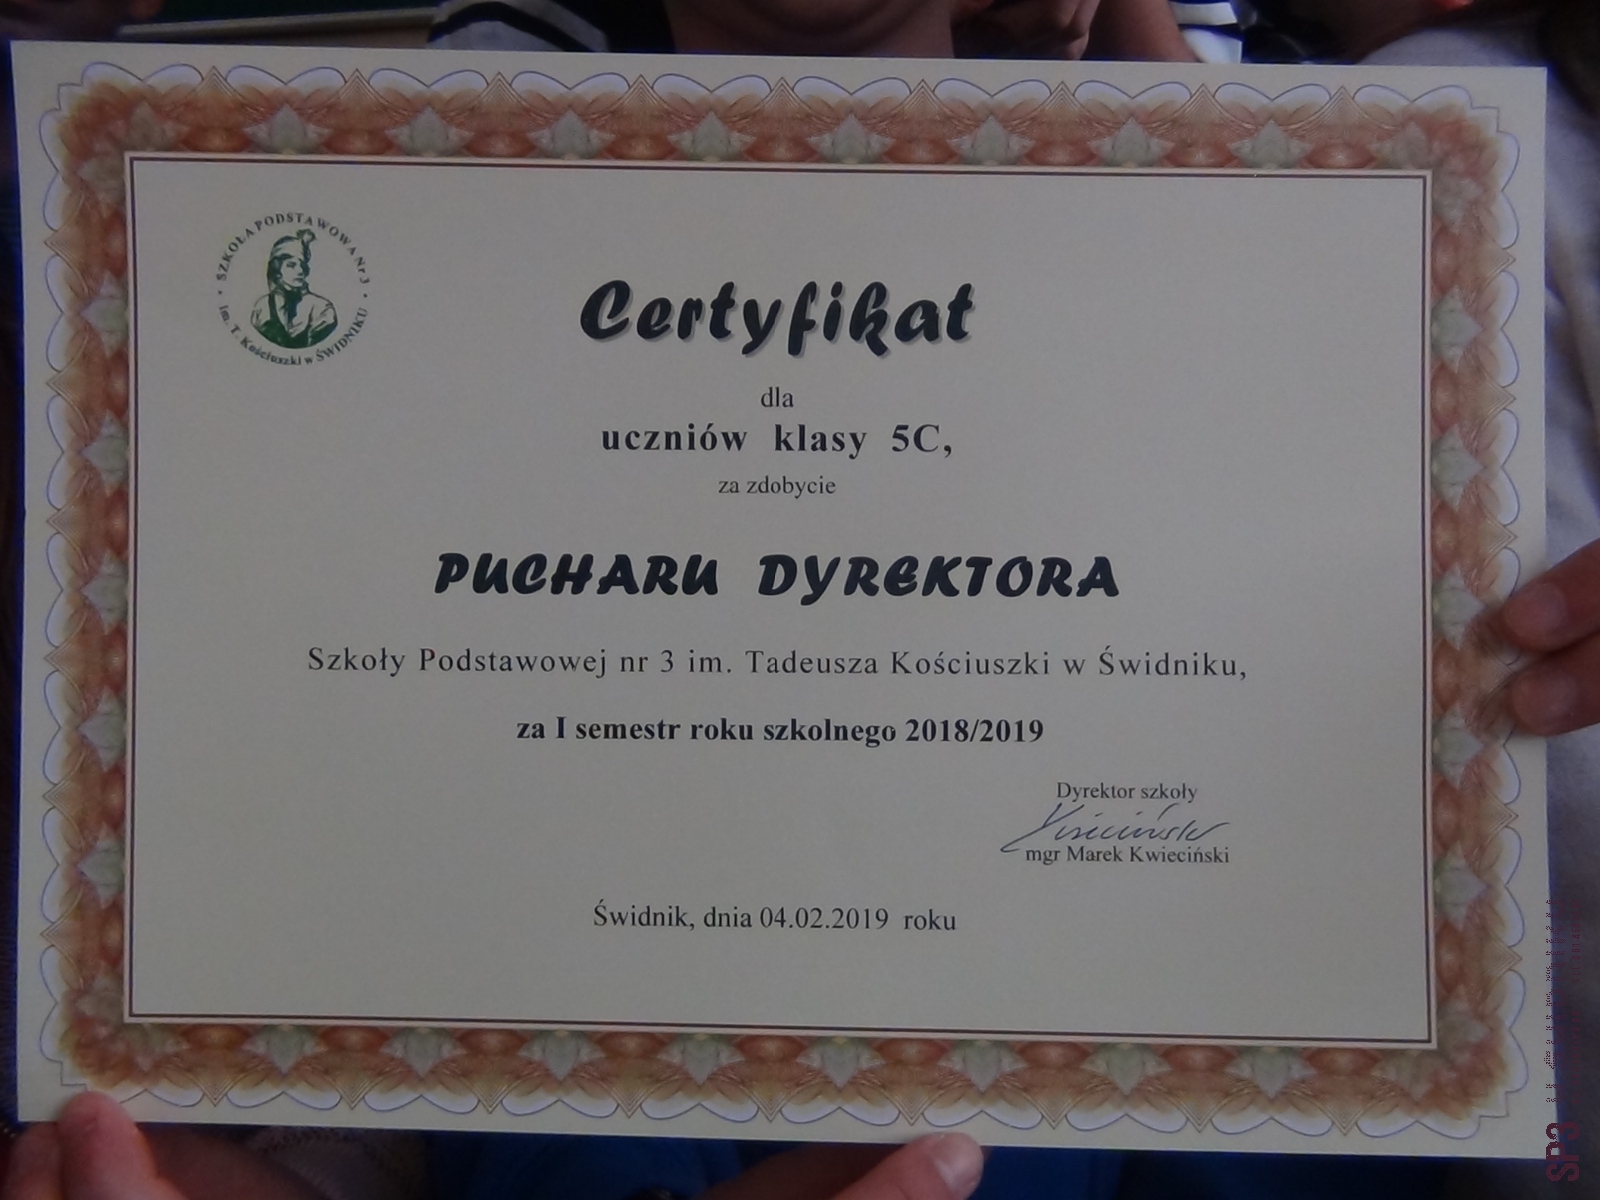 SZKOŁA PODSTAWOWA Nr 3
im. T. Kościuszki w ŚWIDNIKU
Certyfikat
dla
uczniów klasy 5C,
za zdobycie
PUCHARU DYREKTORA
Szkoły Podstawowej nr 3 im. Tadeusza Kościuszki w Świdniku,
za I semestr roku szkolnego 2018/2019
Dyrektor szkoły
mgr Marek Kwieciński
Świdnik, dnia 04.02.2019 roku
SP3